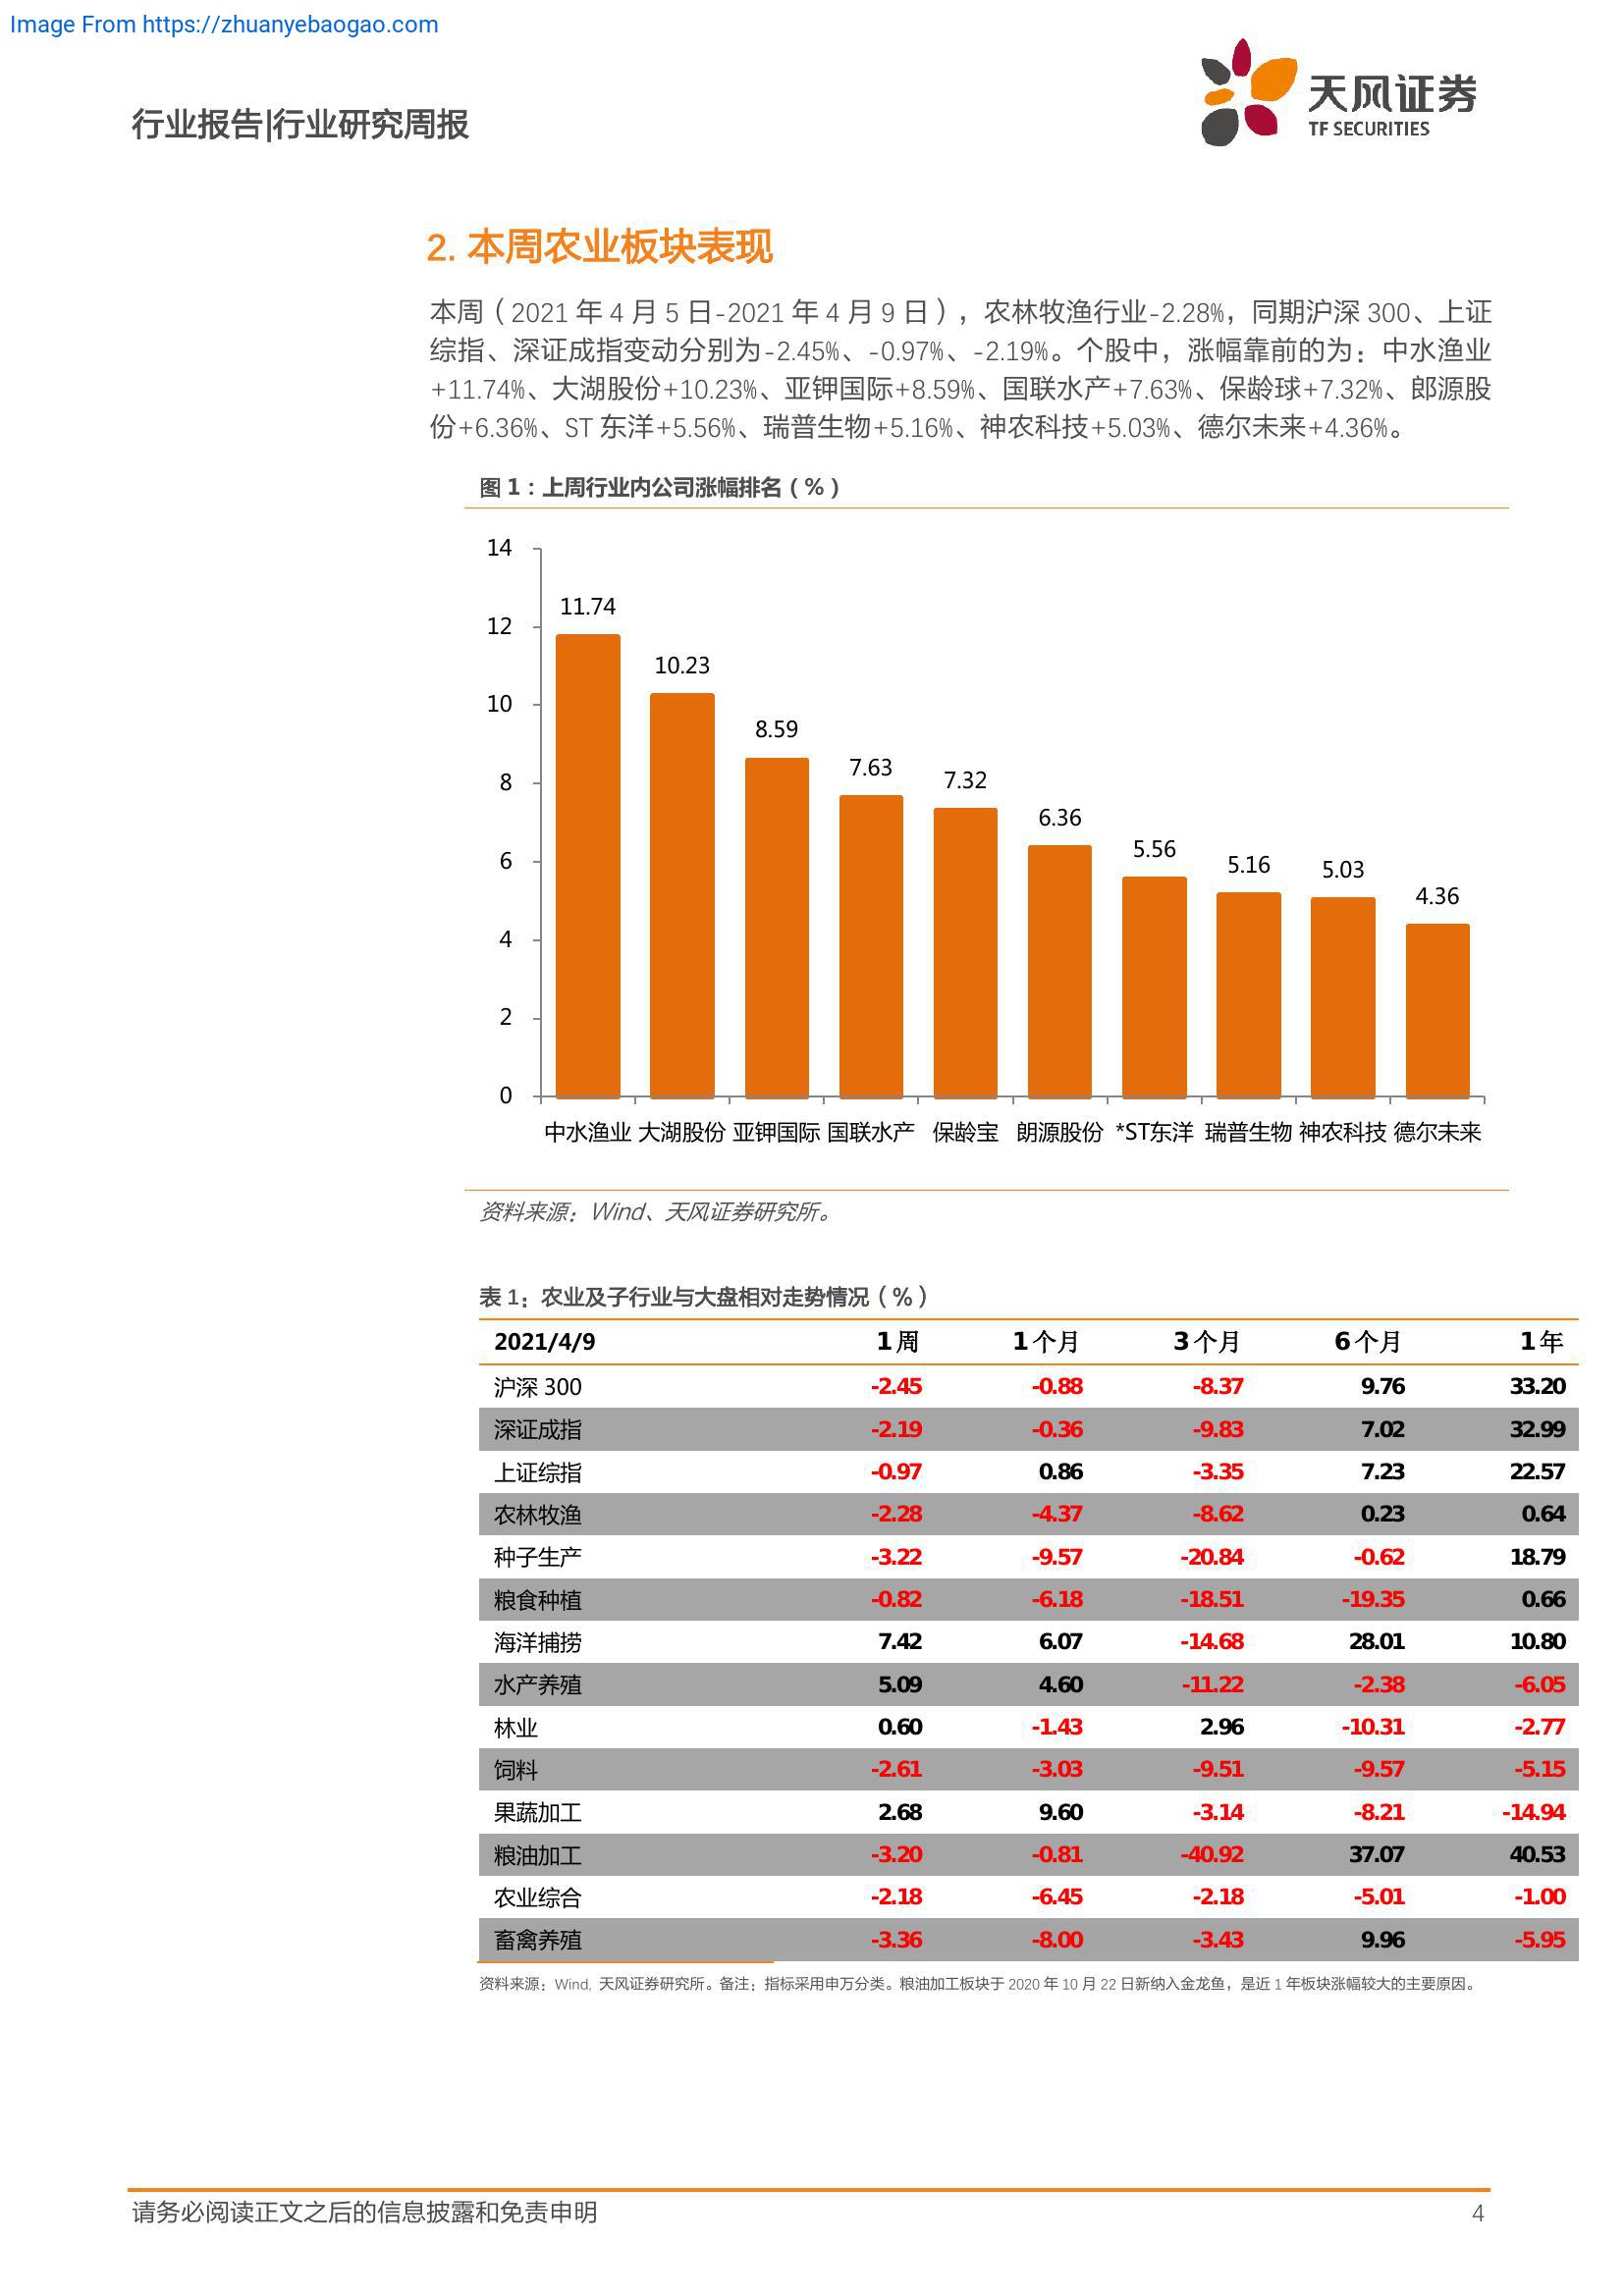 Image From https://zhuanyebaogao.com
天风证券
TF SECURITIES
行业报告|行业研究周报
2. 本周农业板块表现
本周（2021 年 4 月 5 日-2021 年 4 月 9 日），农林牧渔行业-2.28%，同期沪深 300、上证
综指、深证成指变动分别为-2.45%、-0.97%、-2.19%。个股中，涨幅靠前的为：中水渔业
+11.74%、大湖股份+10.23%、亚钾国际+8.59%、国联水产+7.63%、保龄球+7.32%、郎源股
份+6.36%、ST 东洋+5.56%、瑞普生物+5.16%、神农科技+5.03%、德尔未来+4.36%。
图 1：上周行业内公司涨幅排名（%）
14
12
10
8
6
4
2
0
11.74
10.23
8.59
7.63
7.32
6.36
5.56
5.16
5.03
4.36
中水渔业 大湖股份 亚钾国际 国联水产 保龄宝 朗源股份 *ST东洋 瑞普生物 神农科技 德尔未来
资料来源：Wind、天风证券研究所。
表 1：农业及子行业与大盘相对走势情况（%）
2021/4/9 1周 1个月 3个月 6个月 1年
沪深 300 -2.45 -0.88 -8.37 9.76 33.20
深证成指 -2.19 -0.36 -9.83 7.02 32.99
上证综指 -0.97 0.86 -3.35 7.23 22.57
农林牧渔 -2.28 -4.37 -8.62 0.23 0.64
种子生产 -3.22 -9.57 -20.84 -0.62 18.79
粮食种植 -0.82 -6.18 -18.51 -19.35 0.66
海洋捕捞 7.42 6.07 -14.68 28.01 10.80
水产养殖 5.09 4.60 -11.22 -2.38 -6.05
林业 0.60 -1.43 2.96 -10.31 -2.77
饲料 -2.61 -3.03 -9.51 -9.57 -5.15
果蔬加工 2.68 9.60 -3.14 -8.21 -14.94
粮油加工 -3.20 -0.81 -40.92 37.07 40.53
农业综合 -2.18 -6.45 -2.18 -5.01 -1.00
畜禽养殖 -3.36 -8.00 -3.43 9.96 -5.95
资料来源：Wind, 天风证券研究所。备注：指标采用申万分类。粮油加工板块于 2020 年 10 月 22 日新纳入金龙鱼，是近 1 年板块涨幅较大的主要原因。
请务必阅读正文之后的信息披露和免责申明 4